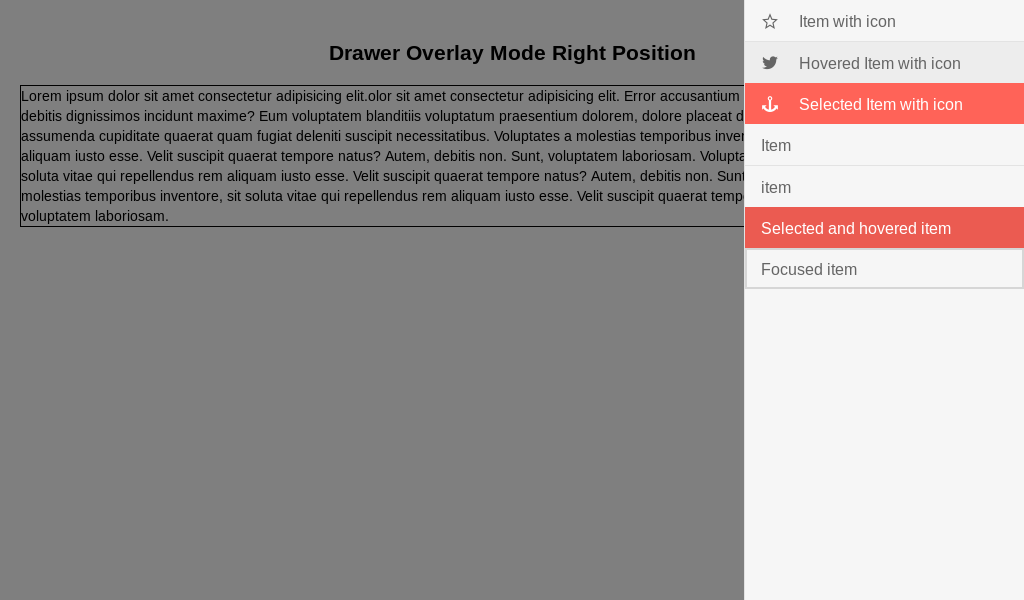 Drawer Overlay Mode Right Position
Lorem ipsum dolor sit amet consectetur adipisicing elit.olor sit amet consectetur adipisicing elit. Error accusantium
debitis dignissimos incidunt maxime? Eum voluptatem blanditiis voluptatum praesentium dolorem, dolore placeat d
assumenda cupiditate quaerat quam fugiat deleniti suscipit necessitatibus. Voluptates a molestias temporibus inver
aliquam iusto esse. Velit suscipit quaerat tempore natus? Autem, debitis non. Sunt, voluptatem laboriosam. Volupta
soluta vitae qui repellendus rem aliquam iusto esse. Velit suscipit quaerat tempore natus? Autem, debitis non. Sunt
molestias temporibus inventore, sit soluta vitae qui repellendus rem aliquam iusto esse. Velit suscipit quaerat temp
voluptatem laboriosam.
Item with icon
Hovered Item with icon
Selected Item with icon
Item
item
Selected and hovered item
Focused item